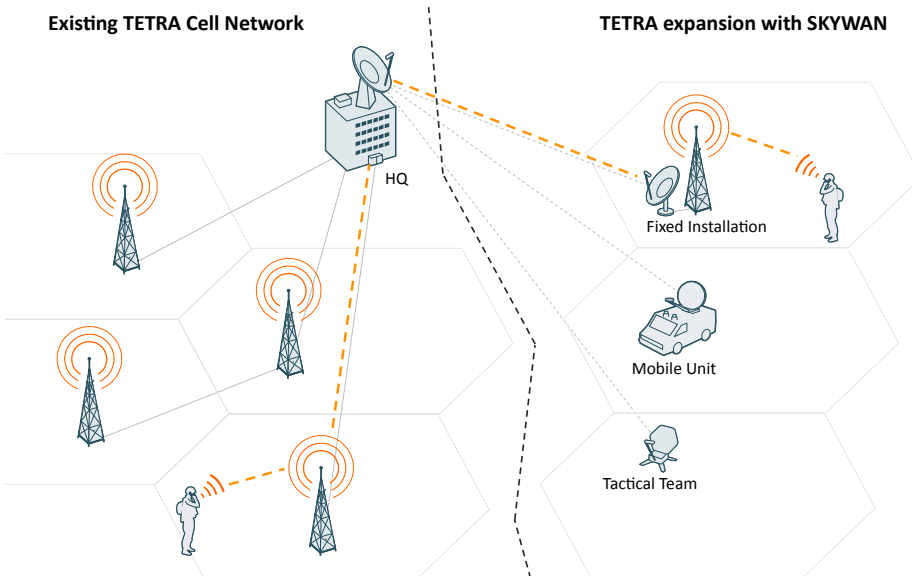 Existing TETRA Cell Network
TETRA expansion with SKYWAN
HQ
Fixed Installation
Mobile Unit
Tactical Team